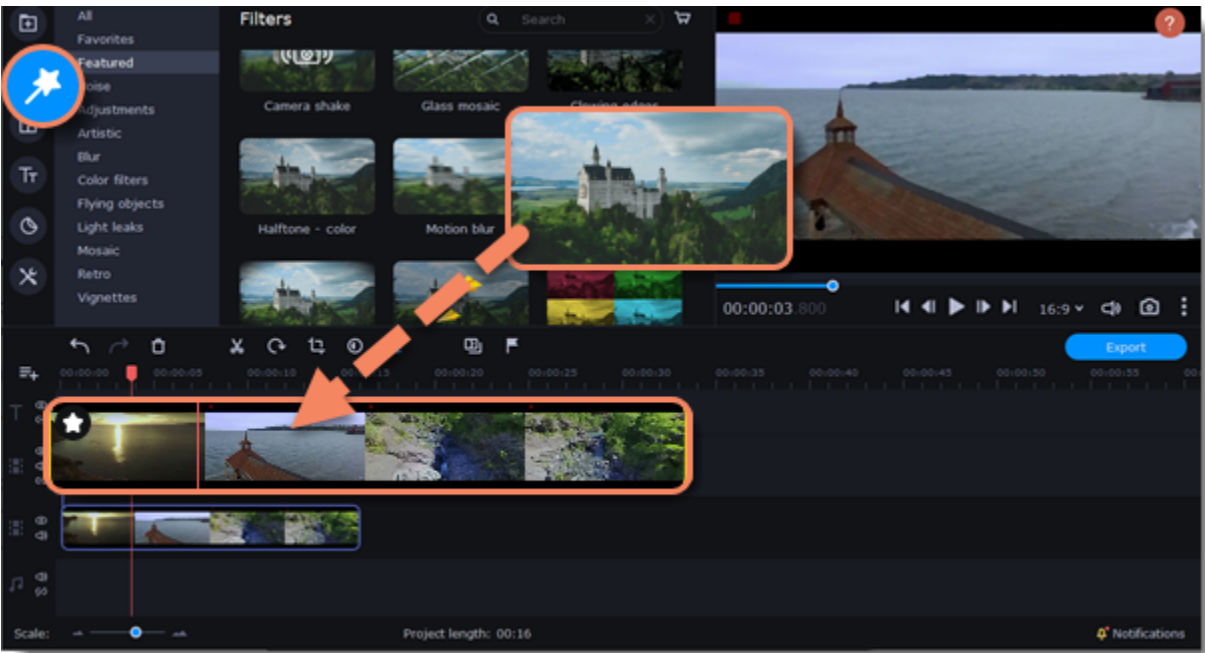 All
Favorites
Featured
Adjustments
Artistic
Blur
Color filters
Flying objects
Light leaks
Mosaic
Retro
Vignettes
Filters
Search
Camera shake
Glass mosaic
Glowing edges
Halftone - color
Motion blur
?
00:00:03.800
16:9
Export
00:00:00
00:00:05
00:00:10
00:00:20
00:00:25
00:00:30
00:00:35
00:00:40
00:00:45
00:00:50
00:00:55
Scale:
Project length: 00:16
Notifications